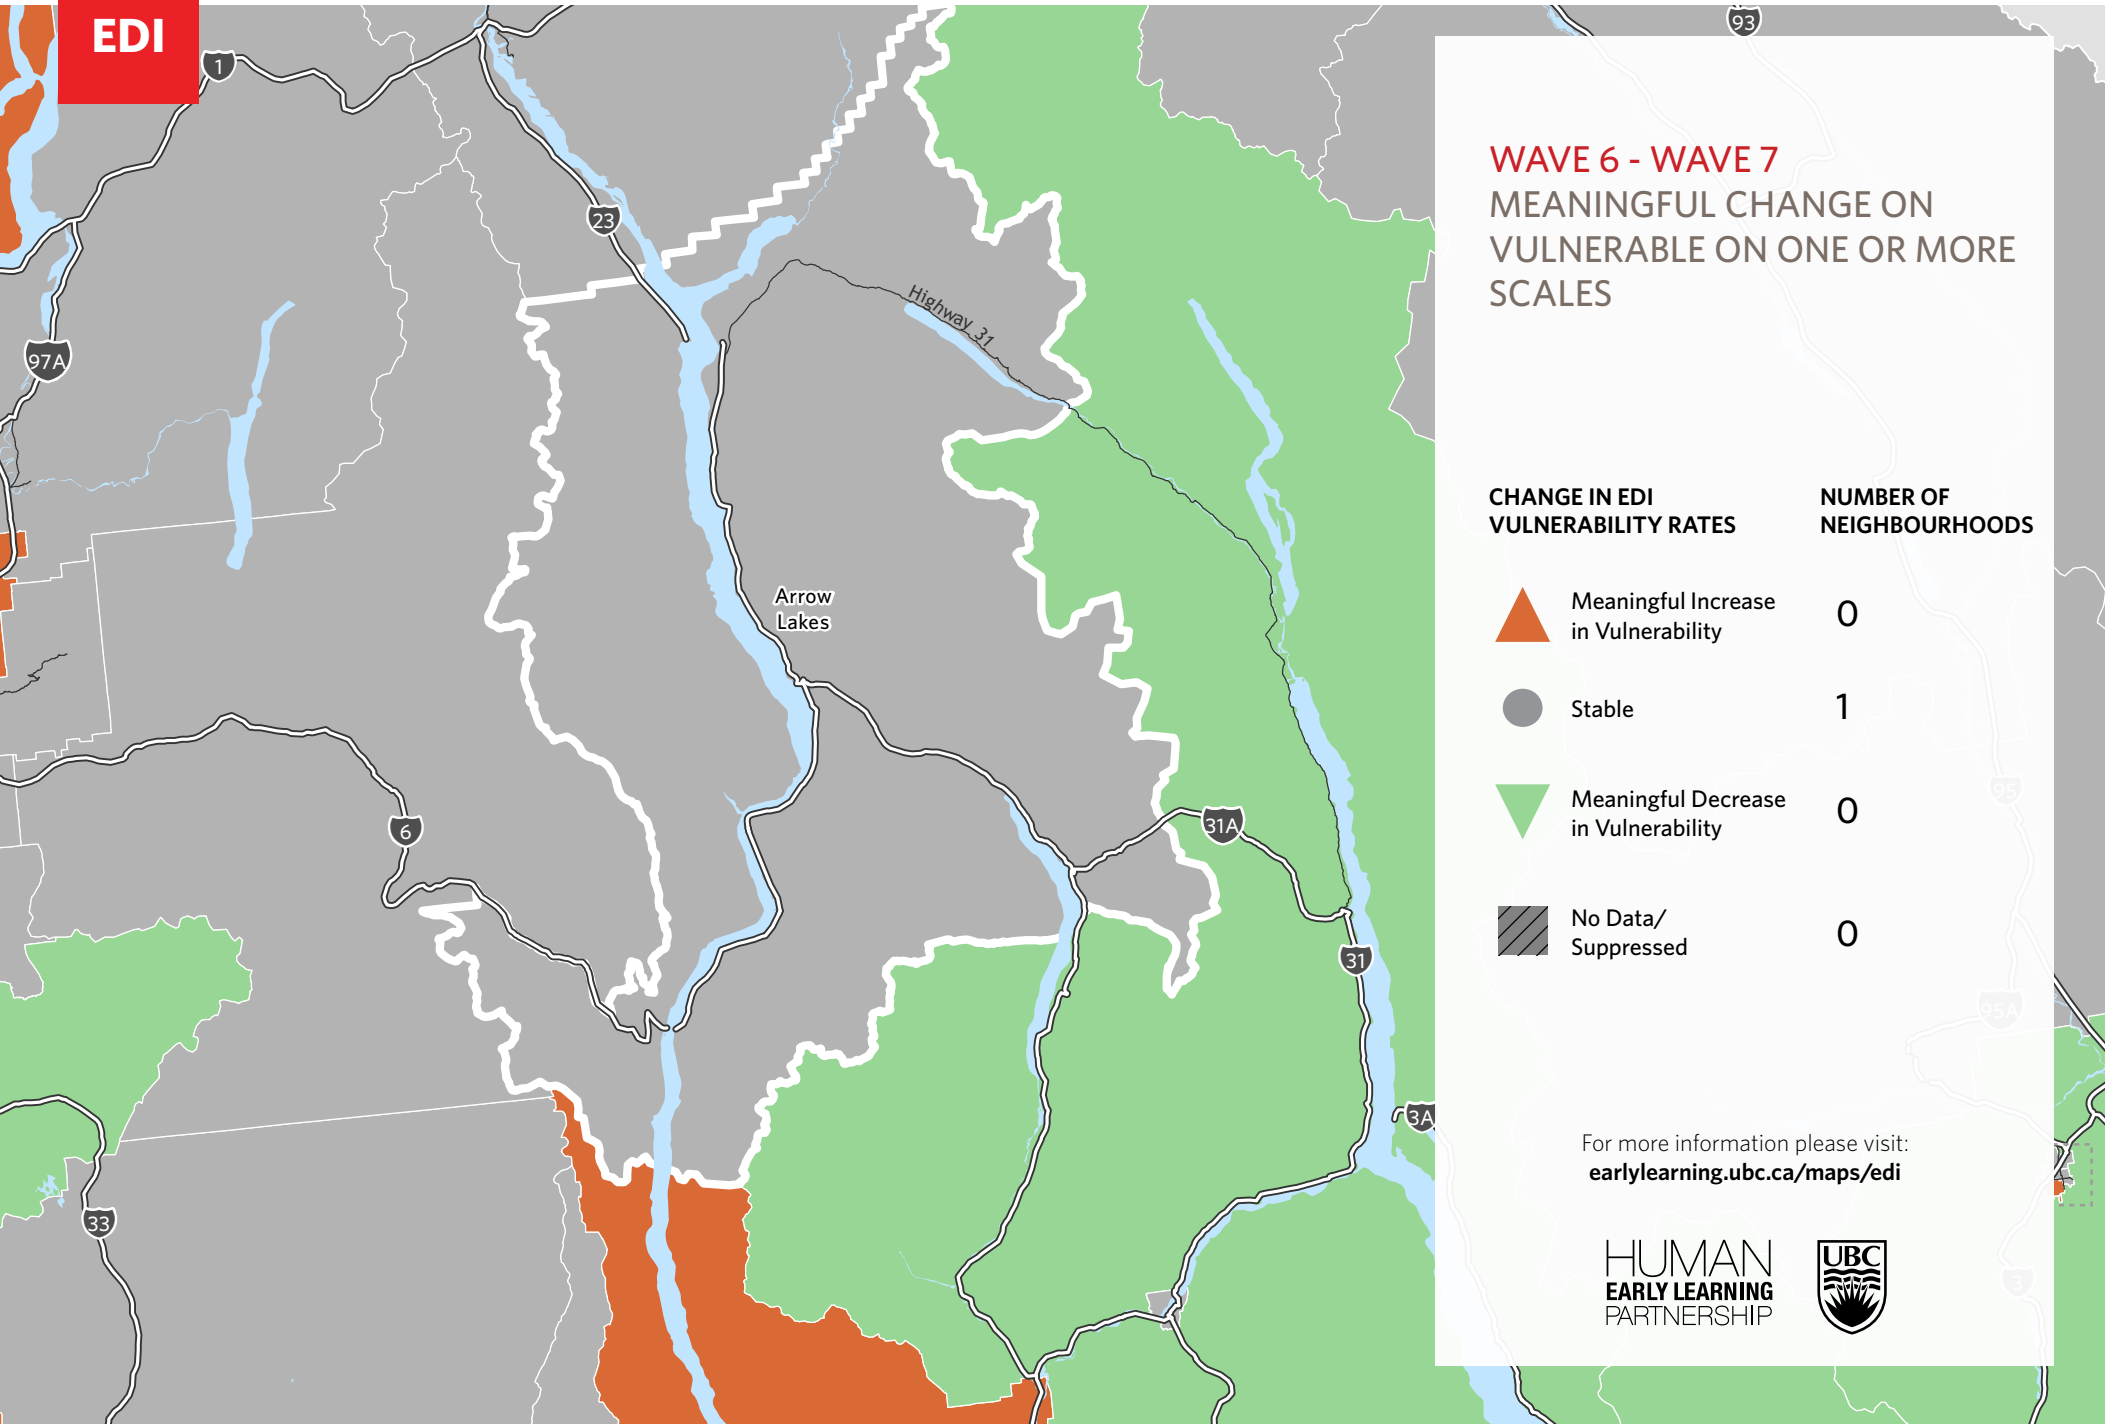 EDI
1
93
23
Highway 31
97A
Arrow
Lakes
6
31A
31
3A
33
WAVE 6 - WAVE 7
MEANINGFUL CHANGE ON
VULNERABLE ON ONE OR MORE
SCALES
CHANGE IN EDI
VULNERABILITY RATES
NUMBER OF
NEIGHBOURHOODS
Meaningful Increase
in Vulnerability
0
Stable
1
Meaningful Decrease
in Vulnerability
0
No Data/
Suppressed
0
95
95A
3
For more information please visit:
earlylearning.ubc.ca/maps/edi
HUMAN
EARLY LEARNING
PARTNERSHIP
UBC